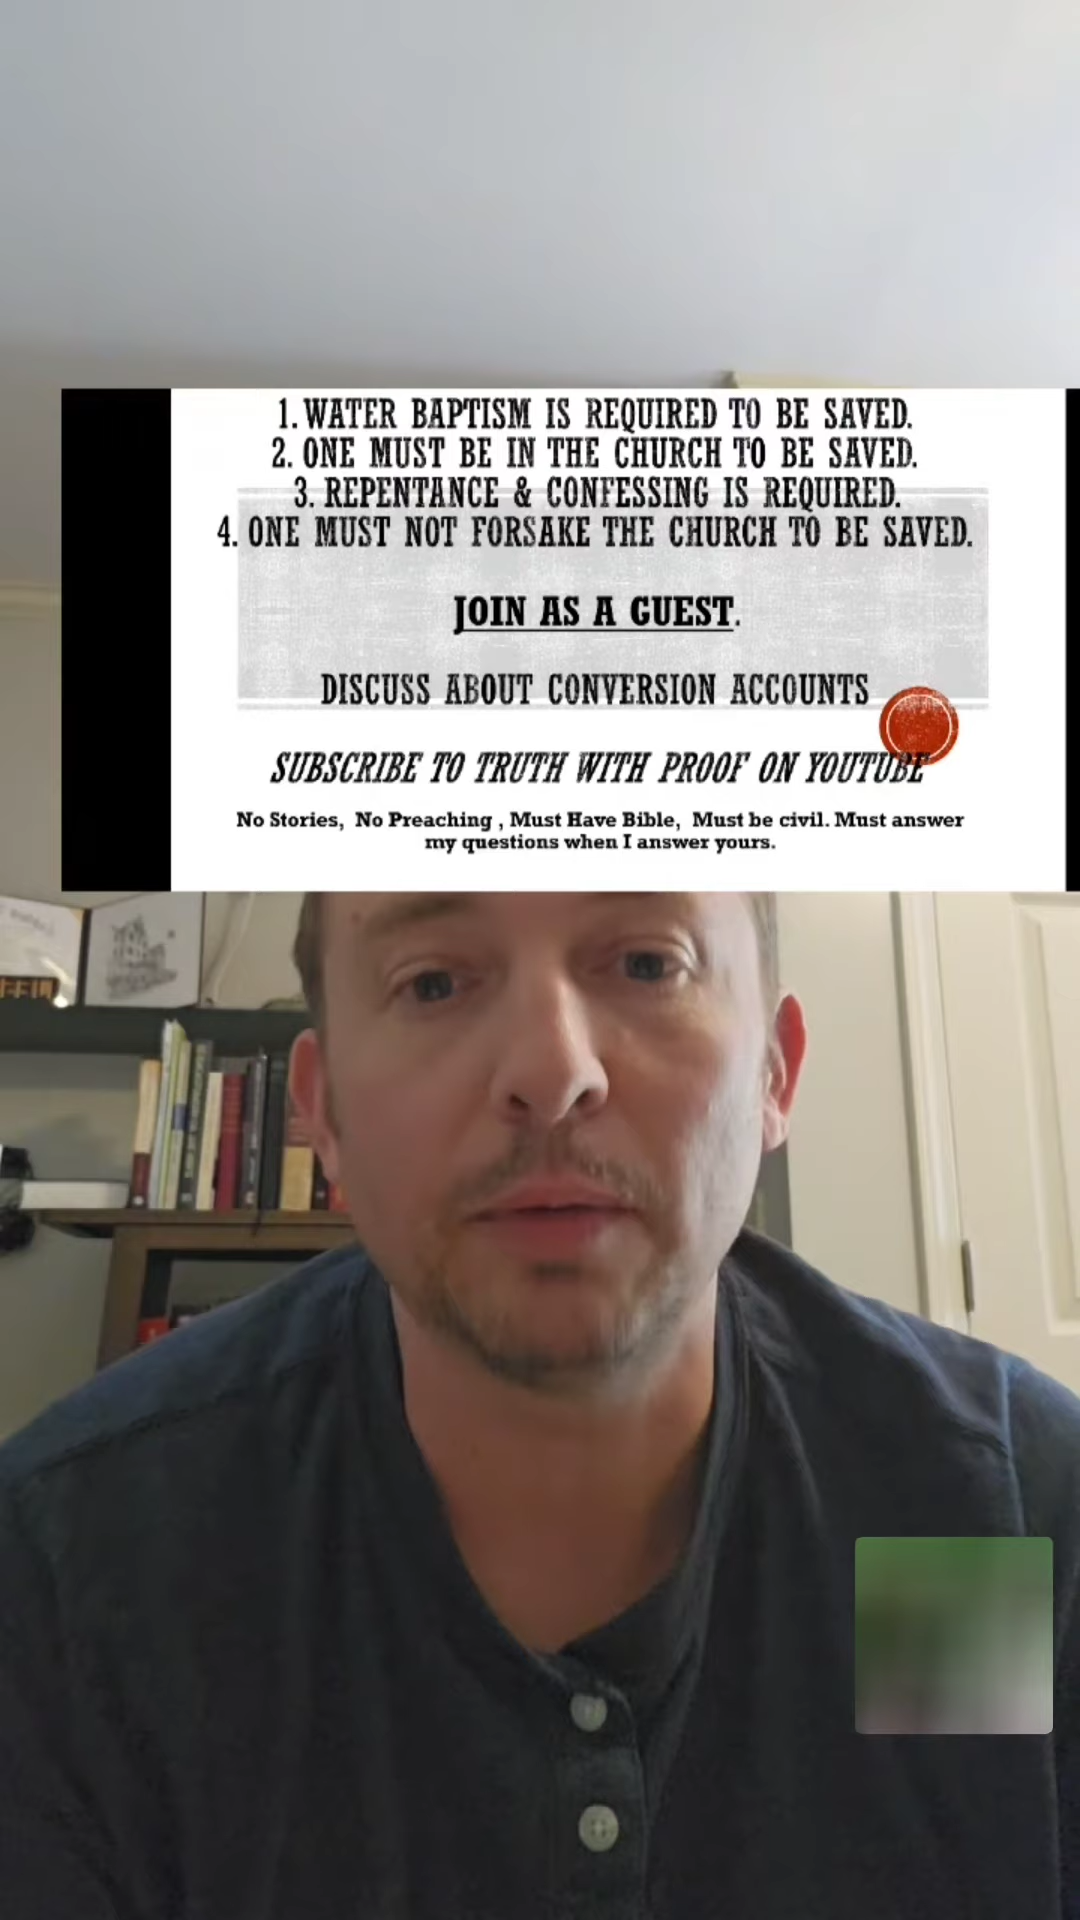 1. WATER BAPTISM IS REQUIRED TO BE SAVED.
2. ONE MUST BE IN THE CHURCH TO BE SAVED.
3. REPENTANCE & CONFESSING IS REQUIRED.
4. ONE MUST NOT FORSAKE THE CHURCH TO BE SAVED.
JOIN AS A GUEST.
DISCUSS ABOUT CONVERSION ACCOUNTS
SUBSCRIBE TO TRUTH WITH PROOF ON YOUTUBE
No Stories, No Preaching , Must Have Bible, Must be civil. Must answer
my questions when I answer yours.